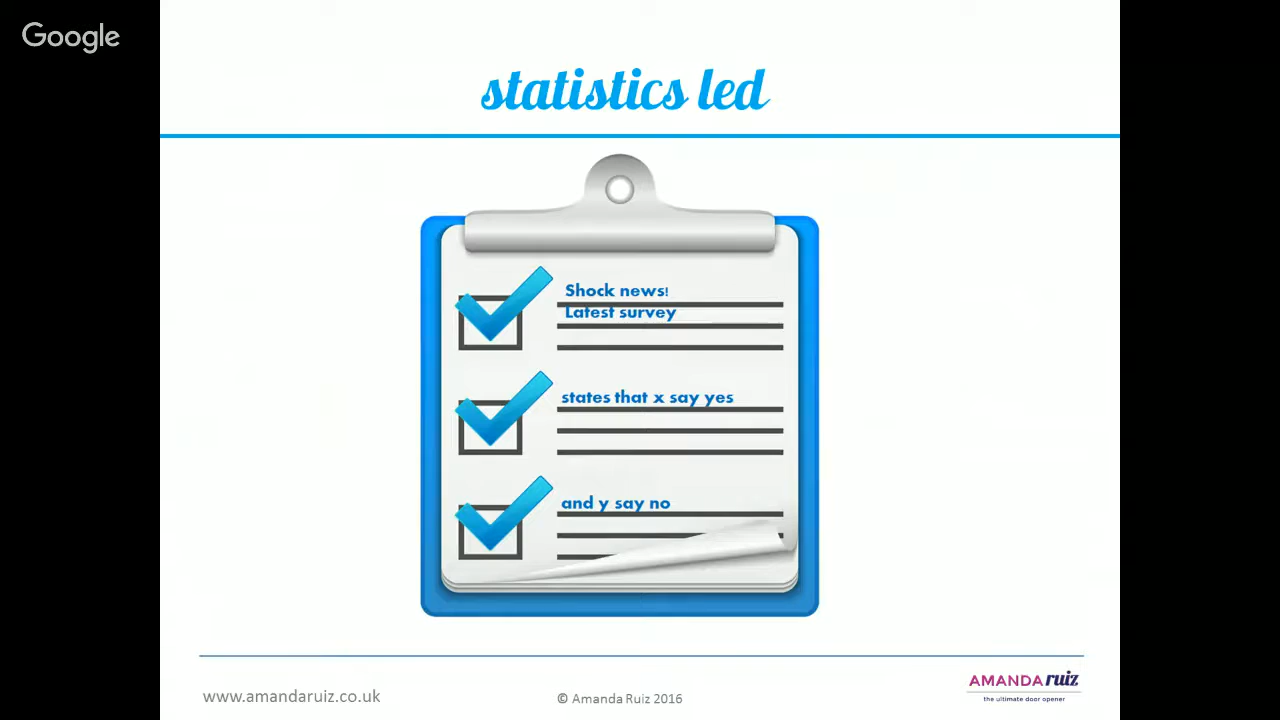 Google
statistics led
Shock news!
Latest survey
states that x say yes
and y say no
www.amandaruiz.co.uk
© Amanda Ruiz 2016
AMANDA ruiz
the ultimate door opener